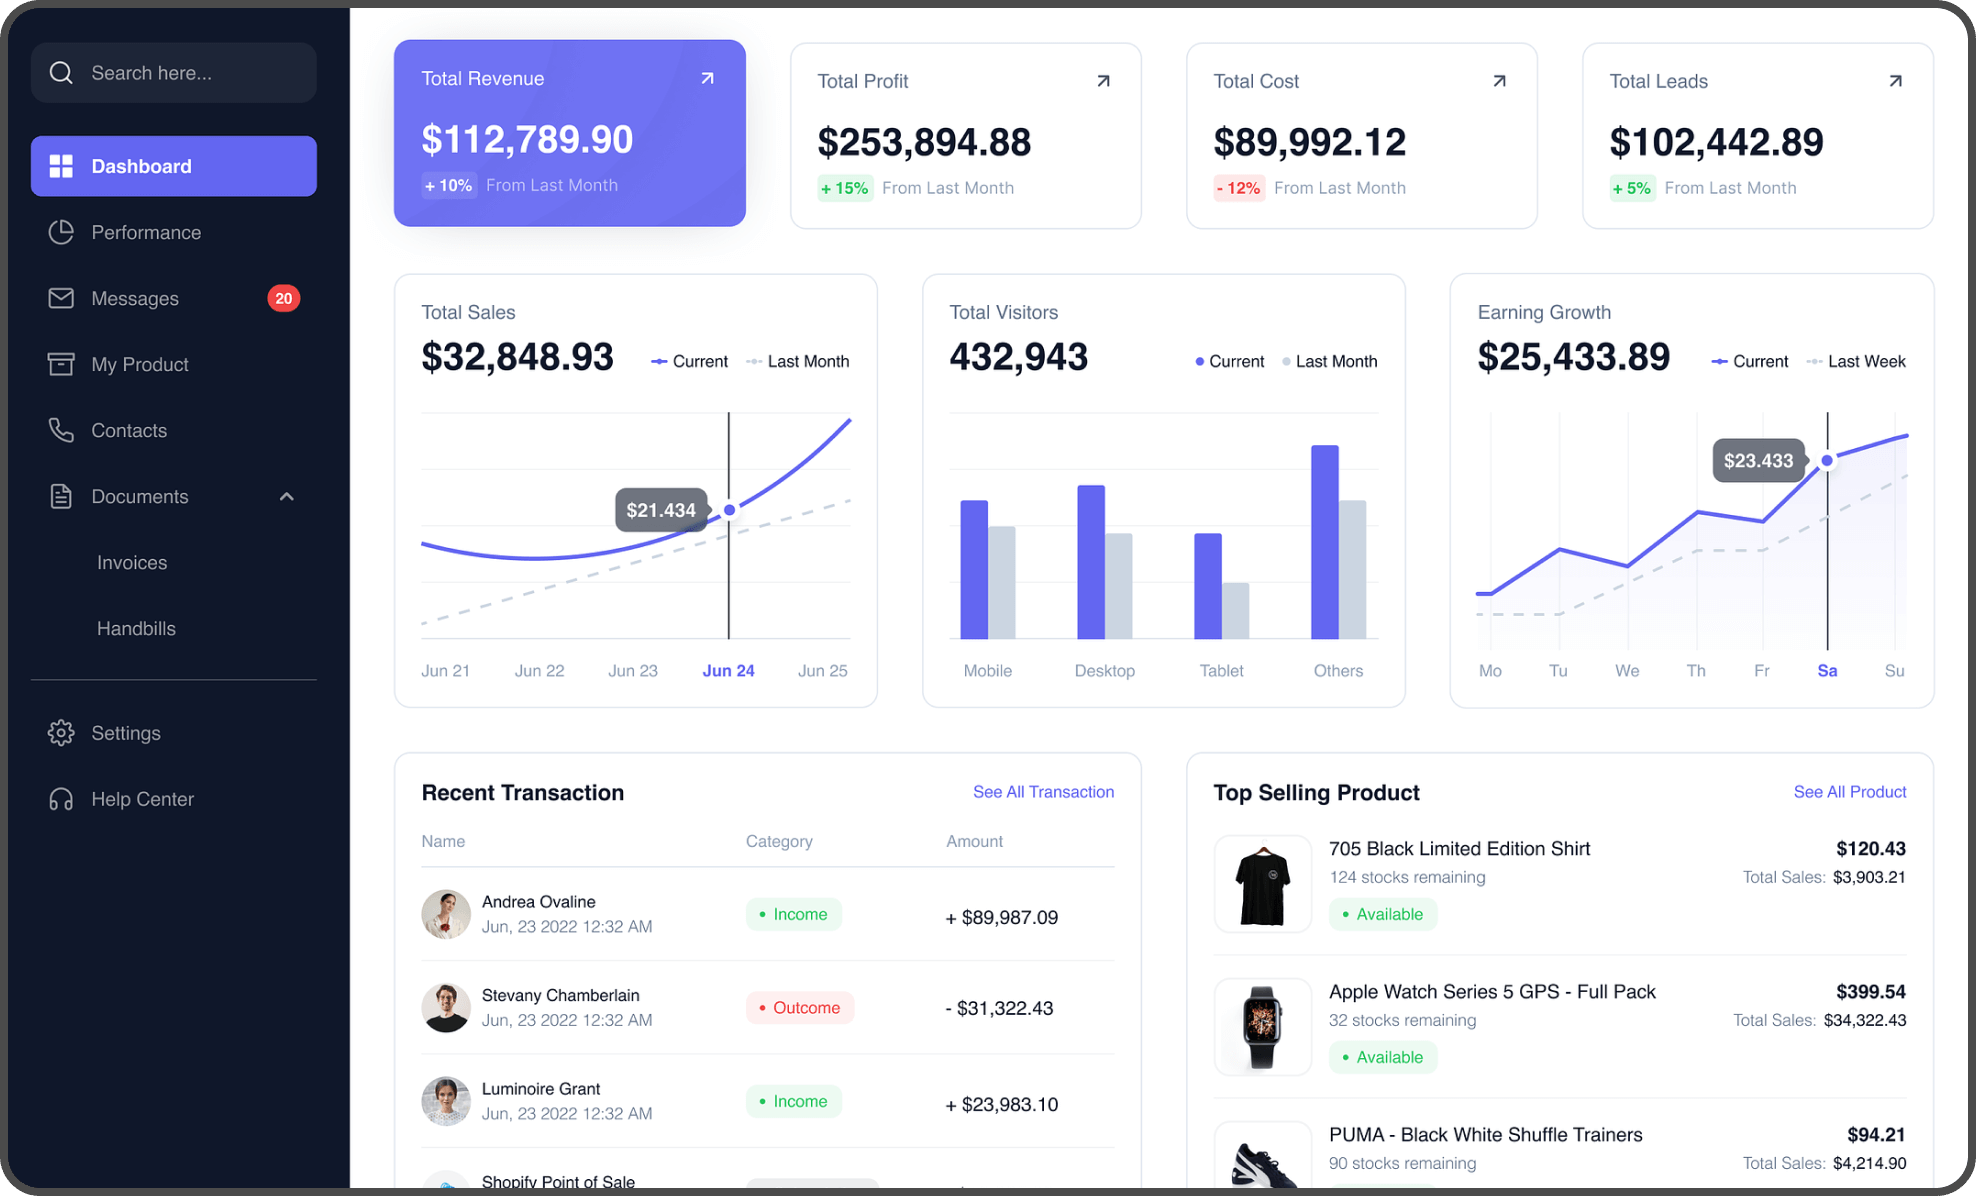 Search here...
Dashboard
Performance
Messages
20
My Product
Contacts
Documents
Invoices
Handbills
Settings
Help Center
Total Revenue
$112,789.90
+ 10% From Last Month
Total Profit
$253,894.88
+ 15% From Last Month
Total Cost
$89,992.12
- 12% From Last Month
Total Leads
$102,442.89
+ 5% From Last Month
Total Sales
$32,848.93
Current Last Month
$21.434
Jun 21 Jun 22 Jun 23 Jun 24 Jun 25
Total Visitors
432,943
Current Last Month
Mobile Desktop Tablet Others
Earning Growth
$25,433.89
Current Last Week
$23.433
Mo Tu We Th Fr Sa Su
Recent Transaction
See All Transaction
Name Category Amount
Andrea Ovaline
Jun, 23 2022 12:32 AM
Income
+ $89,987.09
Stevany Chamberlain
Jun, 23 2022 12:32 AM
Outcome
- $31,322.43
Luminoire Grant
Jun, 23 2022 12:32 AM
Income
+ $23,983.10
Shopify Point of Sale
Top Selling Product
See All Product
705 Black Limited Edition Shirt
$120.43
124 stocks remaining
Total Sales: $3,903.21
Available
Apple Watch Series 5 GPS - Full Pack
$399.54
32 stocks remaining
Total Sales: $34,322.43
Available
PUMA - Black White Shuffle Trainers
$94.21
90 stocks remaining
Total Sales: $4,214.90